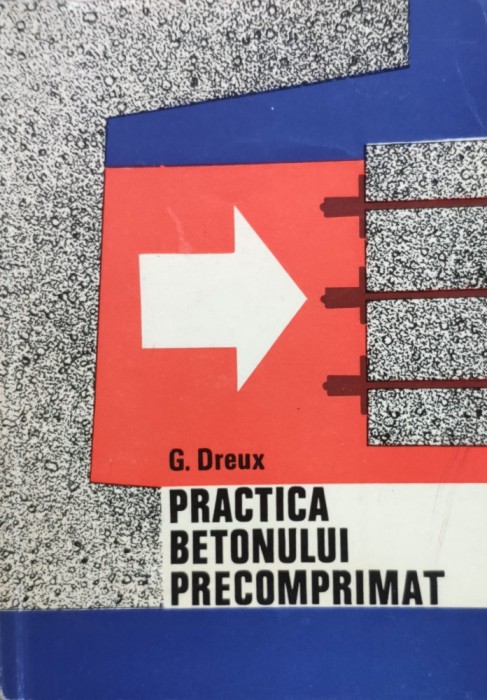 G. Dreux
PRACTICA
BETONULUI
PRECOMPRIMAT